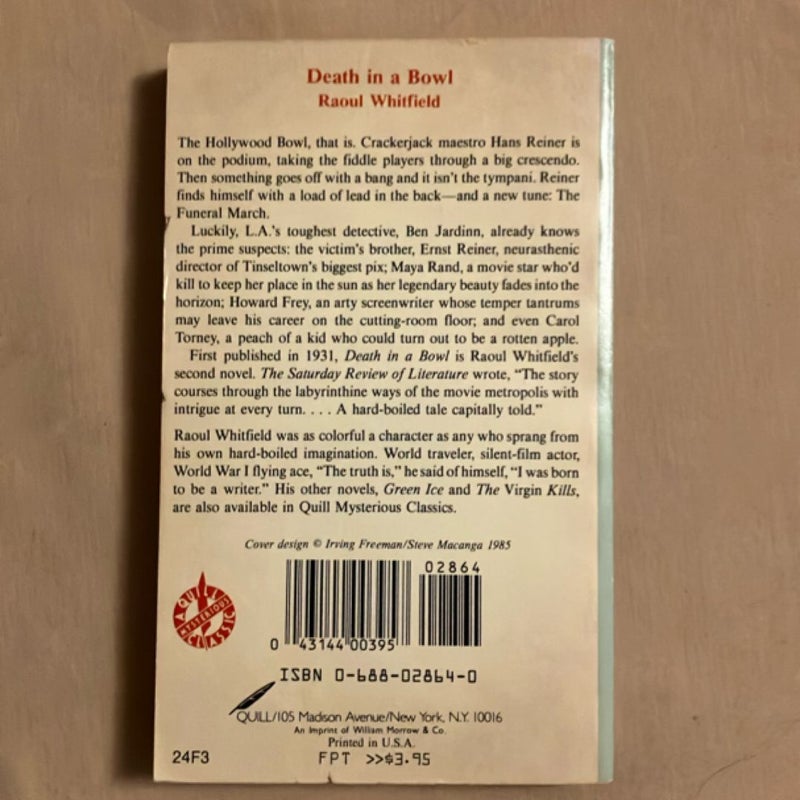 Death in a Bowl
Raoul Whitfield
The Hollywood Bowl, that is. Crackerjack maestro Hans Reiner is
on the podium, taking the fiddle players through a big crescendo.
Then something goes off with a bang and it isn't the tympani. Reiner
finds himself with a load of lead in the back—and a new tune: The
Funeral March.
Luckily, L.A.'s toughest detective, Ben Jardinn, already knows
the prime suspects: the victim's brother, Ernst Reiner, neurasthenic
director of Tinseltown's biggest pix; Maya Rand, a movie star who'd
kill to keep her place in the sun as her legendary beauty fades into the
horizon; Howard Frey, an arty screenwriter whose temper tantrums
may leave his career on the cutting-room floor; and even Carol
Torney, a peach of a kid who could turn out to be a rotten apple.
First published in 1931, Death in a Bowl is Raoul Whitfield's
second novel. The Saturday Review of Literature wrote, "The story
courses through the labyrinthine ways of the movie metropolis with
intrigue at every turn. . . . A hard-boiled tale capitally told."
Raoul Whitfield was as colorful a character as any who sprang from
his own hard-boiled imagination. World traveler, silent-film actor,
World War I flying ace, "The truth is," he said of himself, "I was born
to be a writer." His other novels, Green Ice and The Virgin Kills,
are also available in Quill Mysterious Classics.
Cover design © Irving Freeman/Steve Macanga 1985
02864
A QUILL
MYSTERIOUS
CLASSIC
0 43144 00395
ISBN 0-688-02864-0
QUILL/105 Madison Avenue/New York, N.Y. 10016
An Imprint of William Morrow & Co.
Printed in U.S.A.
24F3
FPT >>$3.95